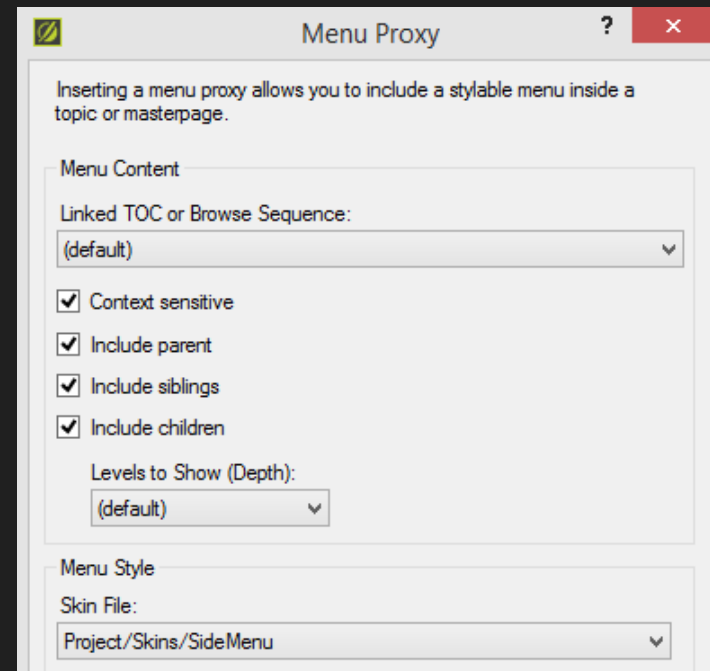 Menu Proxy
?
Inserting a menu proxy allows you to include a stylable menu inside a
topic or masterpage.
Menu Content
Linked TOC or Browse Sequence:
(default)
Context sensitive
Include parent
Include siblings
Include children
Levels to Show (Depth):
(default)
Menu Style
Skin File:
Project/Skins/SideMenu